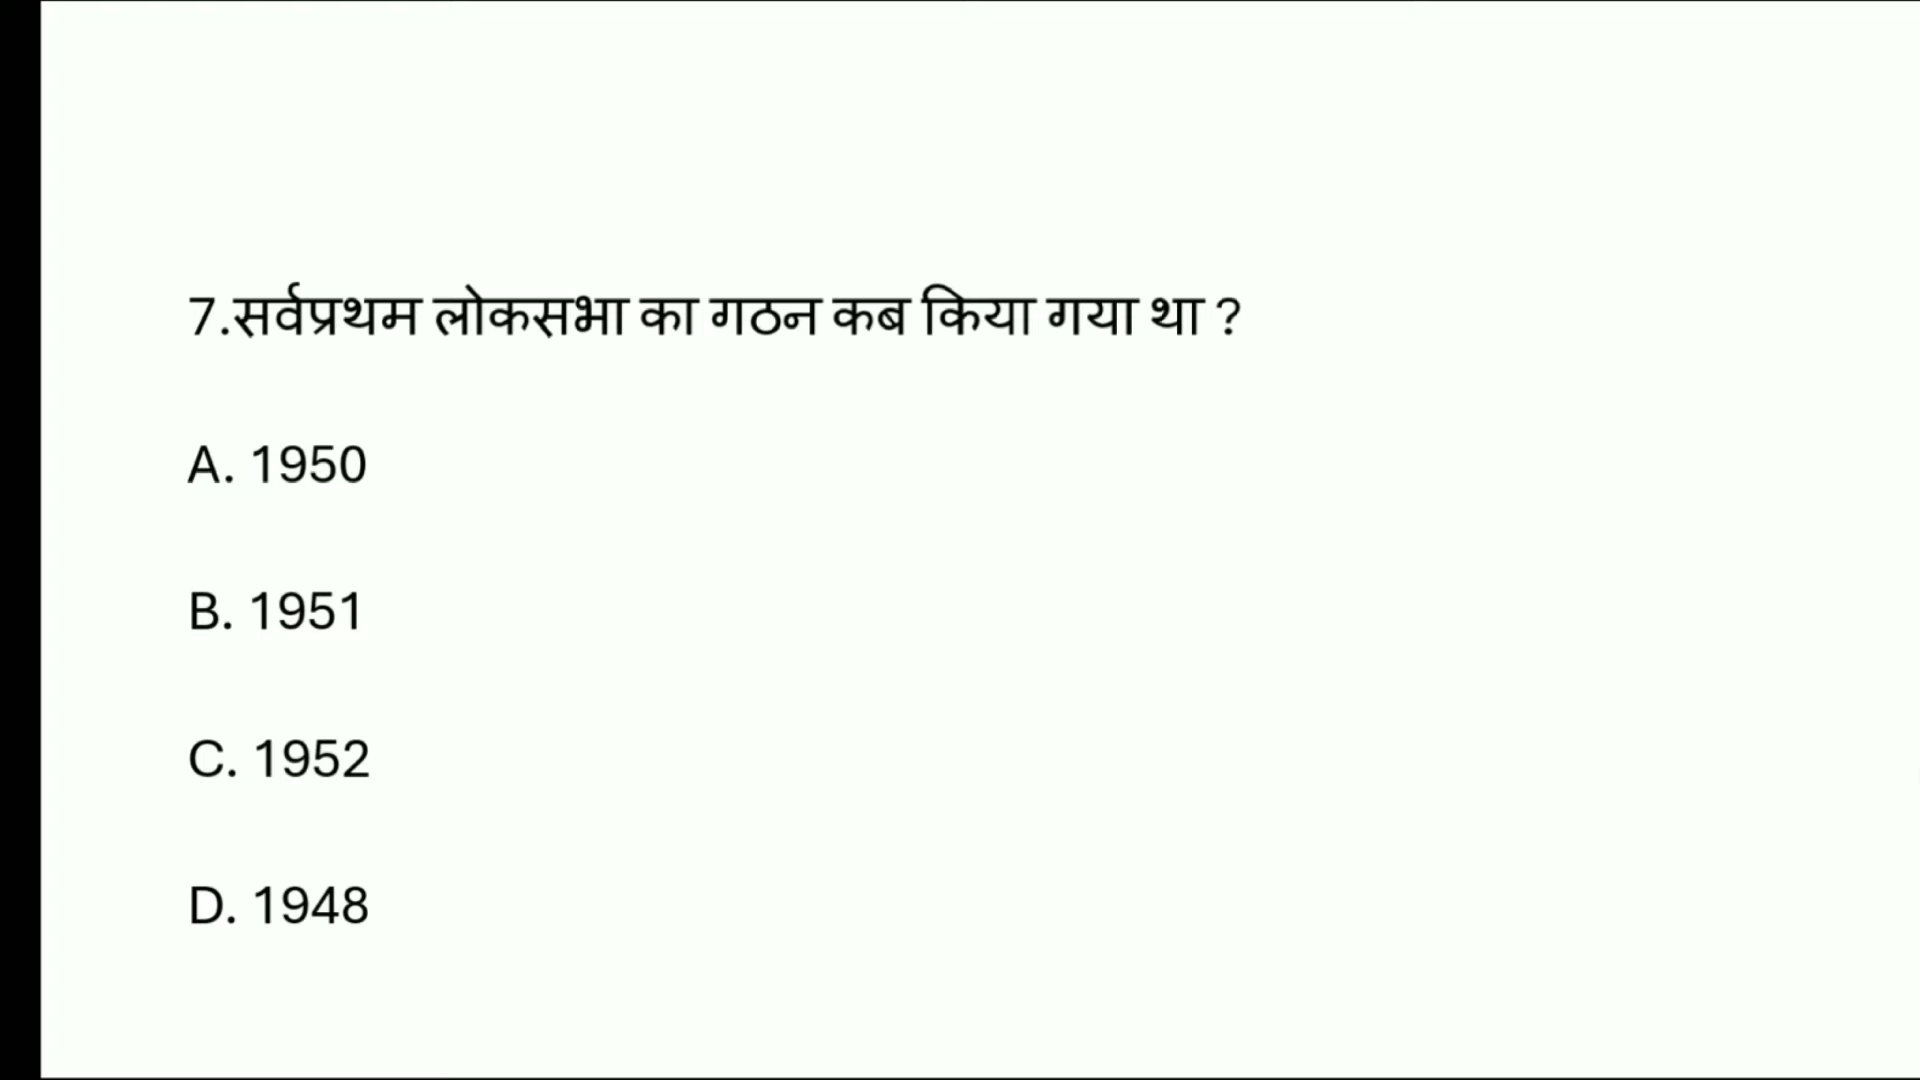 7.सर्वप्रथम लोकसभा का गठन कब किया गया था ?
A. 1950
B. 1951
C. 1952
D. 1948